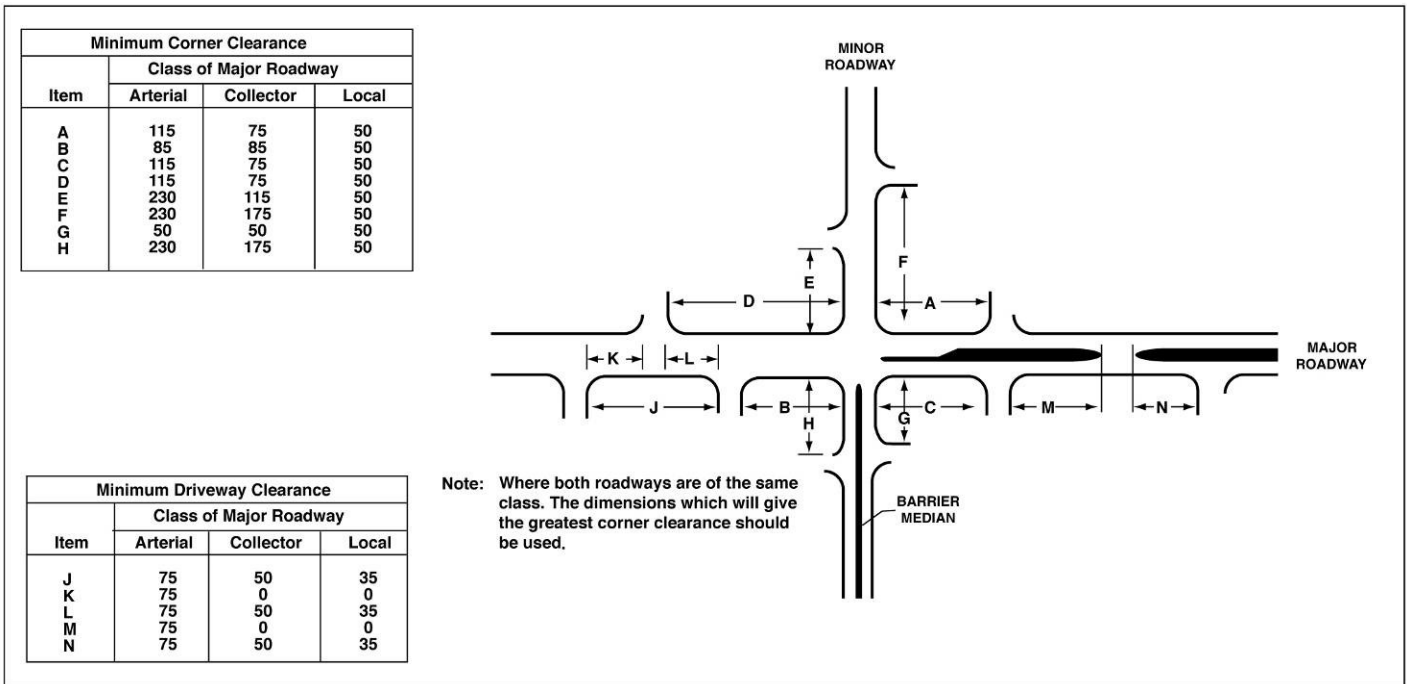 Minimum Corner Clearance
Class of Major Roadway
Item Arterial Collector Local
A 115 75 50
B 85 85 50
C 115 75 50
D 115 75 50
E 230 115 50
F 230 175 50
G 50 50 50
H 230 175 50
MINOR
ROADWAY
F
E
D
A
MAJOR
ROADWAY
K
L
J
B
H
G
C
M
N
Minimum Driveway Clearance
Class of Major Roadway
Item Arterial Collector Local
J 75 50 35
K 75 0 0
L 75 50 35
M 75 0 0
N 75 50 35
Note: Where both roadways are of the same
class. The dimensions which will give
the greatest corner clearance should
be used.
BARRIER
MEDIAN